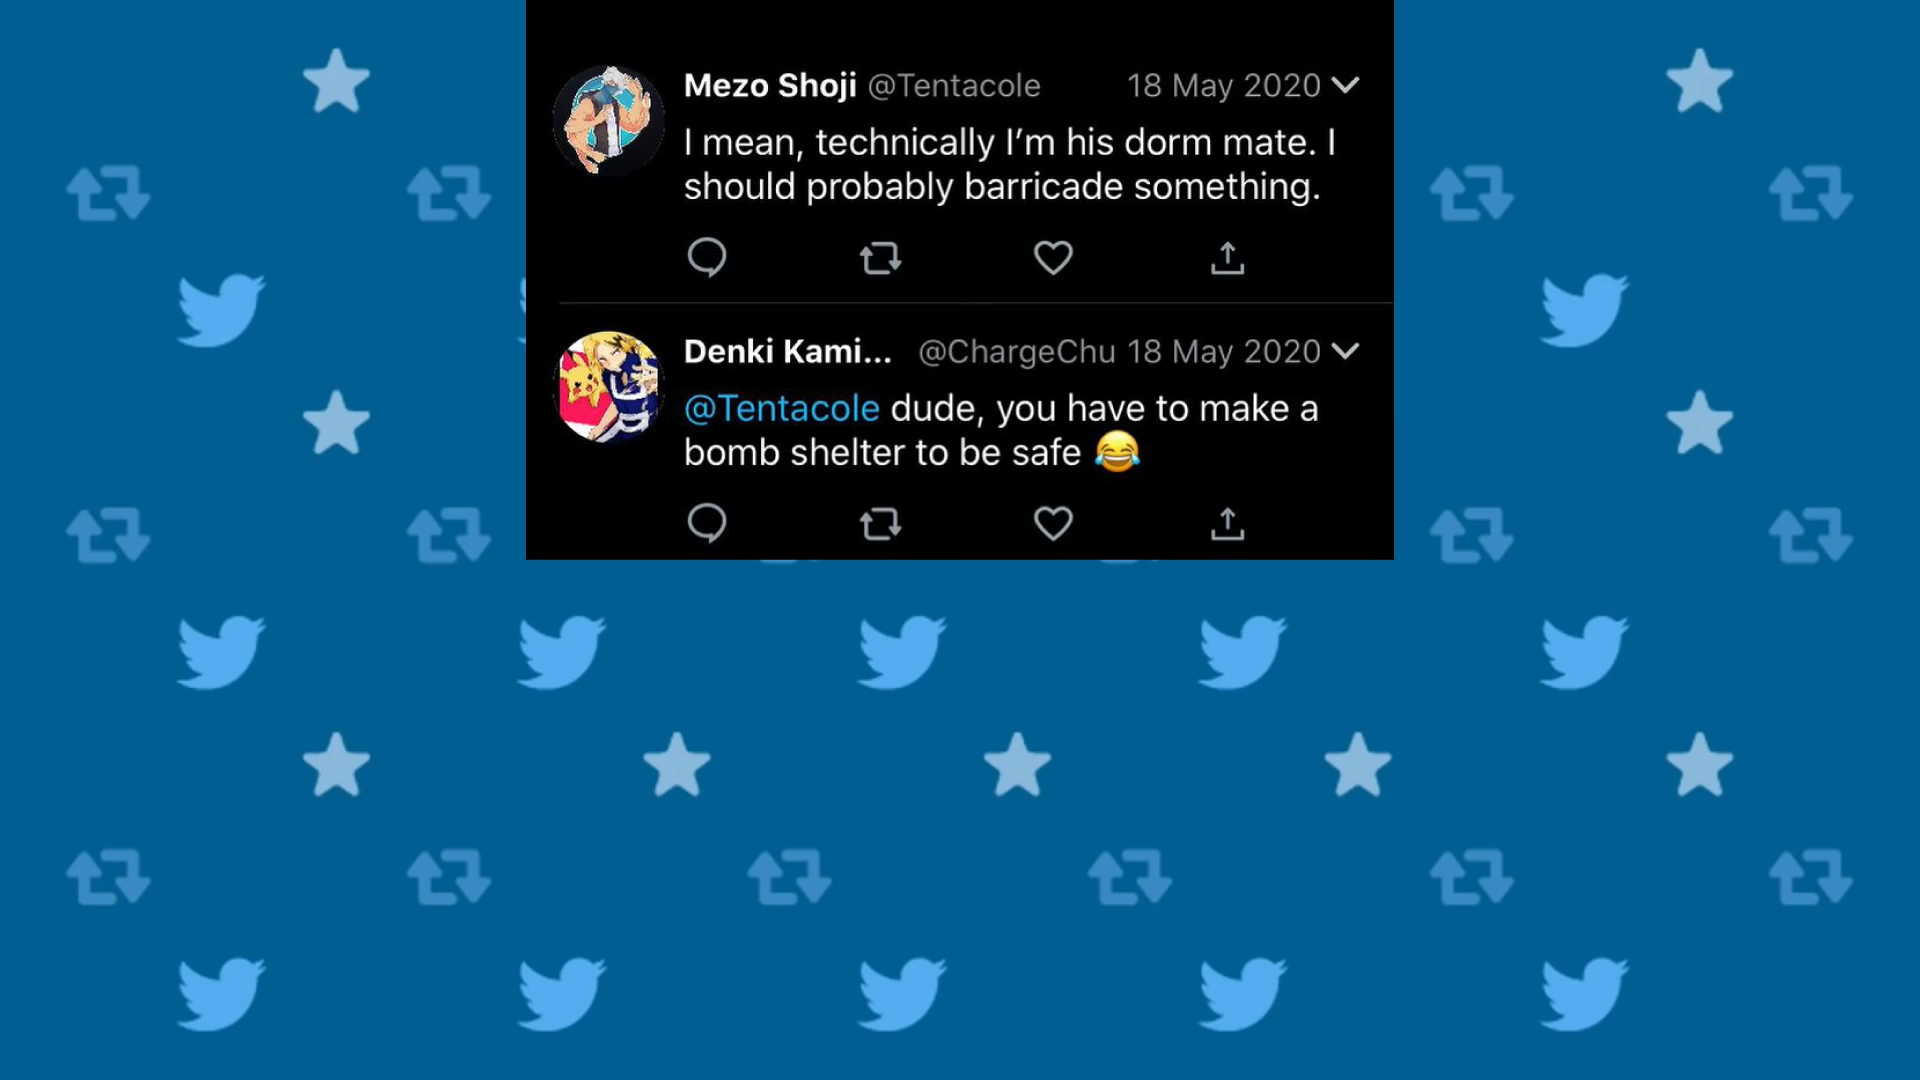 Mezo Shoji @Tentacole 18 May 2020
I mean, technically I’m his dorm mate. I
should probably barricade something.
Denki Kami... @ChargeChu 18 May 2020
@Tentacole dude, you have to make a
bomb shelter to be safe 😂